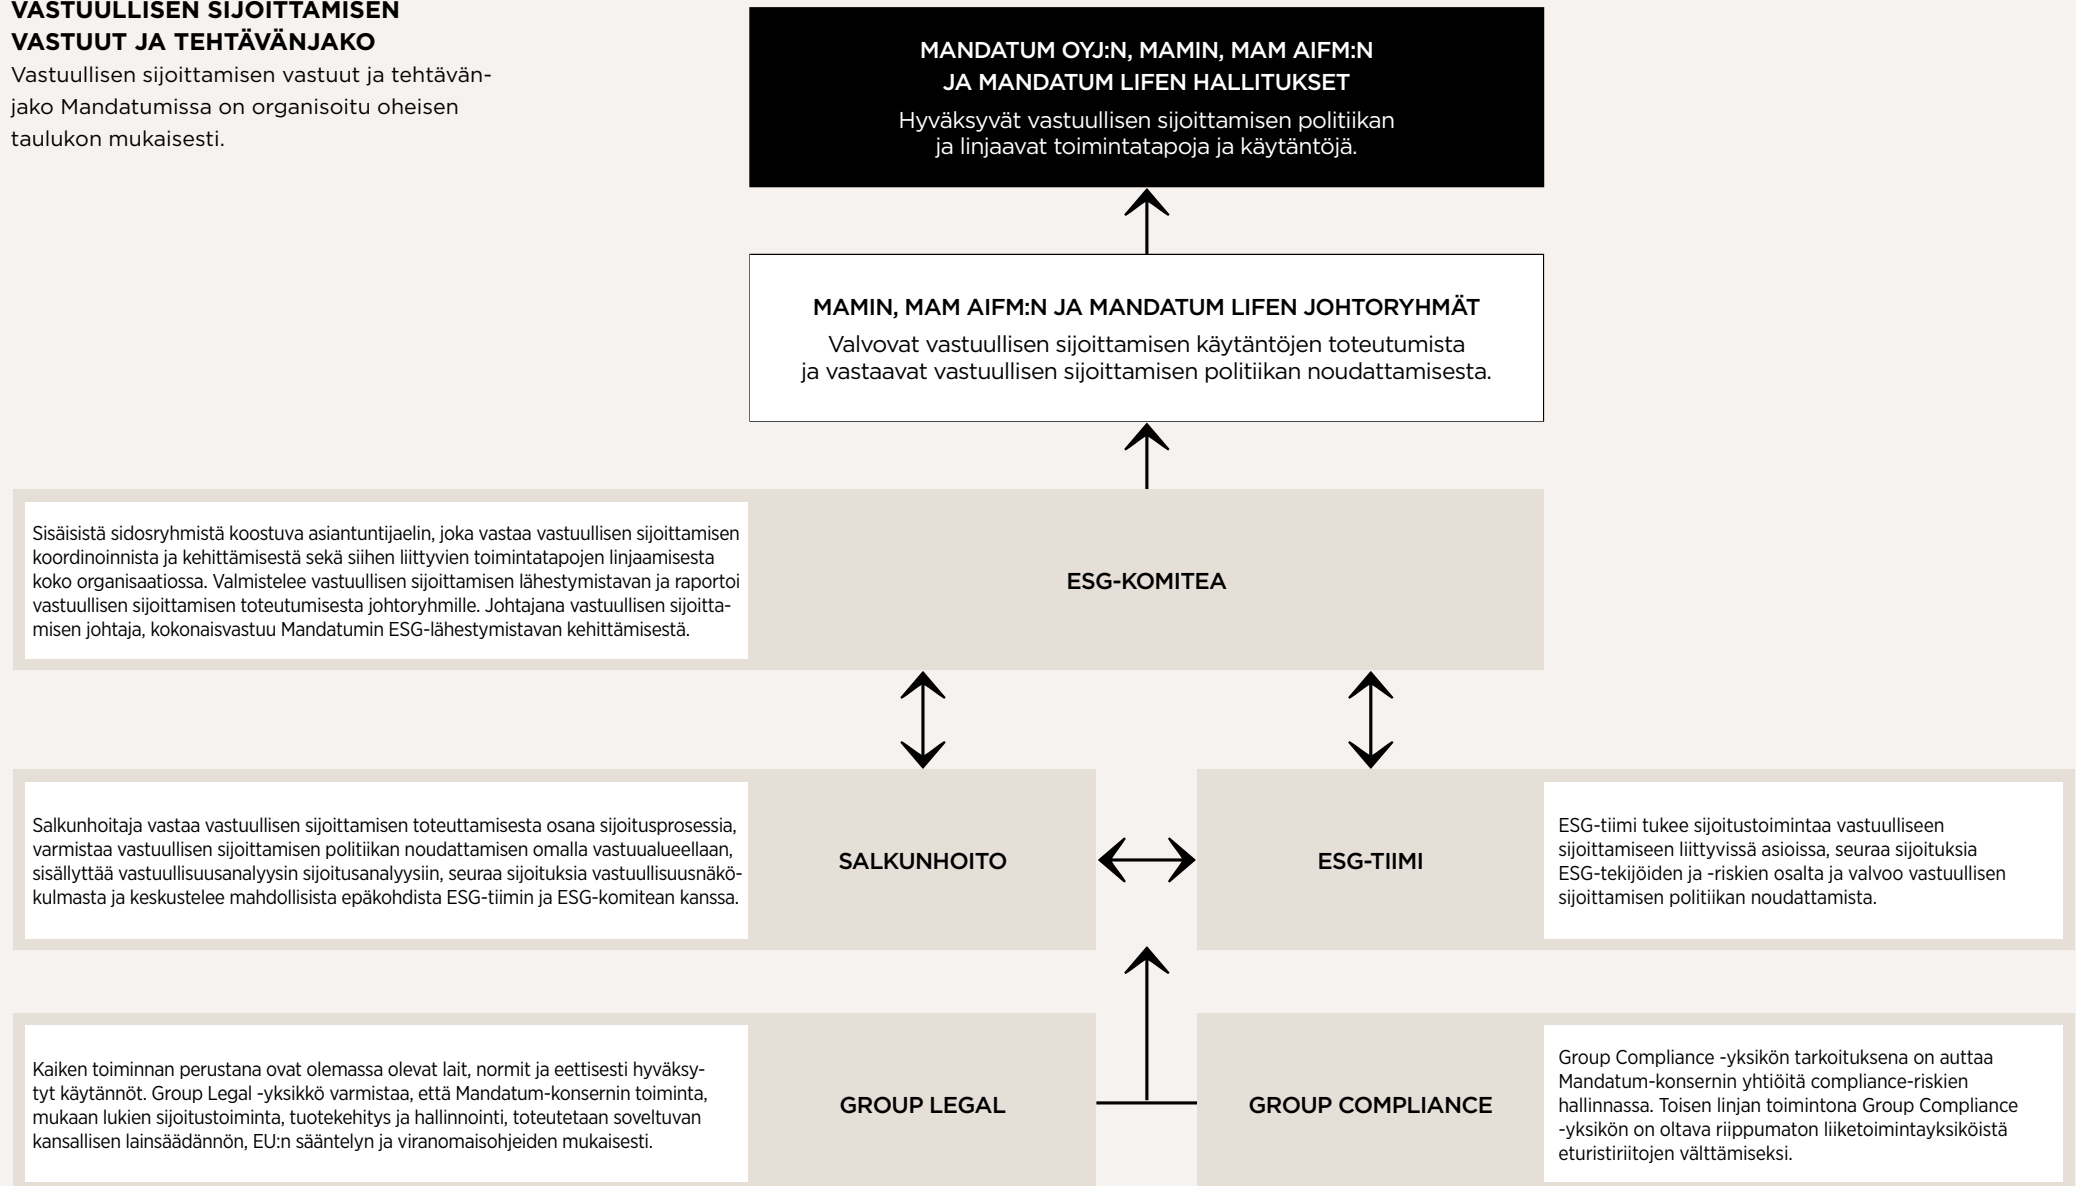 VASTUULLISEN SIJOITTAMISEN
VASTUUT JA TEHTÄVÄNJAKO
Vastuullisen sijoittamisen vastuut ja tehtävän-
jako Mandatumissa on organisoitu oheisen
taulukon mukaisesti.
MANDATUM OYJ:N, MAMIN, MAM AIFM:N
JA MANDATUM LIFEN HALLITUKSET
Hyväksyvät vastuullisen sijoittamisen politiikan
ja linjaavat toimintatapoja ja käytäntöjä.
MAMIN, MAM AIFM:N JA MANDATUM LIFEN JOHTORYHMÄT
Valvovat vastuullisen sijoittamisen käytäntöjen toteutumista
ja vastaavat vastuullisen sijoittamisen politiikan noudattamisesta.
Sisäisistä sidosryhmistä koostuva asiantuntijaelin, joka vastaa vastuullisen sijoittamisen
koordinoinnista ja kehittämisestä sekä siihen liittyvien toimintatapojen linjaamisesta
koko organisaatiossa. Valmistelee vastuullisen sijoittamisen lähestymistavan ja raportoi
vastuullisen sijoittamisen toteutumisesta johtoryhmille. Johtajana vastuullisen sijoitta-
misen johtaja, kokonaisvastuu Mandatumin ESG-lähestymistavan kehittämisestä.
ESG-KOMITEA
Salkunhoitaja vastaa vastuullisen sijoittamisen toteuttamisesta osana sijoitusprosessia,
varmistaa vastuullisen sijoittamisen politiikan noudattamisen omalla vastuualueellaan,
sisällyttää vastuullisuusanalyysin sijoitusanalyysiin, seuraa sijoituksia vastuullisuusnäkö-
kulmasta ja keskustelee mahdollisista epäkohdista ESG-tiimin ja ESG-komitean kanssa.
SALKUNHOITO
ESG-TIIMI
ESG-tiimi tukee sijoitustoimintaa vastuulliseen
sijoittamiseen liittyvissä asioissa, seuraa sijoituksia
ESG-tekijöiden ja -riskien osalta ja valvoo vastuullisen
sijoittamisen politiikan noudattamista.
Kaiken toiminnan perustana ovat olemassa olevat lait, normit ja eettisesti hyväksy-
tyt käytännöt. Group Legal -yksikkö varmistaa, että Mandatum-konsernin toiminta,
mukaan lukien sijoitustoiminta, tuotekehitys ja hallinnointi, toteutetaan soveltuvan
kansallisen lainsäädännön, EU:n sääntelyn ja viranomaisohjeiden mukaisesti.
GROUP LEGAL
GROUP COMPLIANCE
Group Compliance -yksikön tarkoituksena on auttaa
Mandatum-konsernin yhtiöitä compliance-riskien
hallinnassa. Toisen linjan toimintona Group Compliance
-yksikön on oltava riippumaton liiketoimintayksiköistä
eturistiriitojen välttämiseksi.